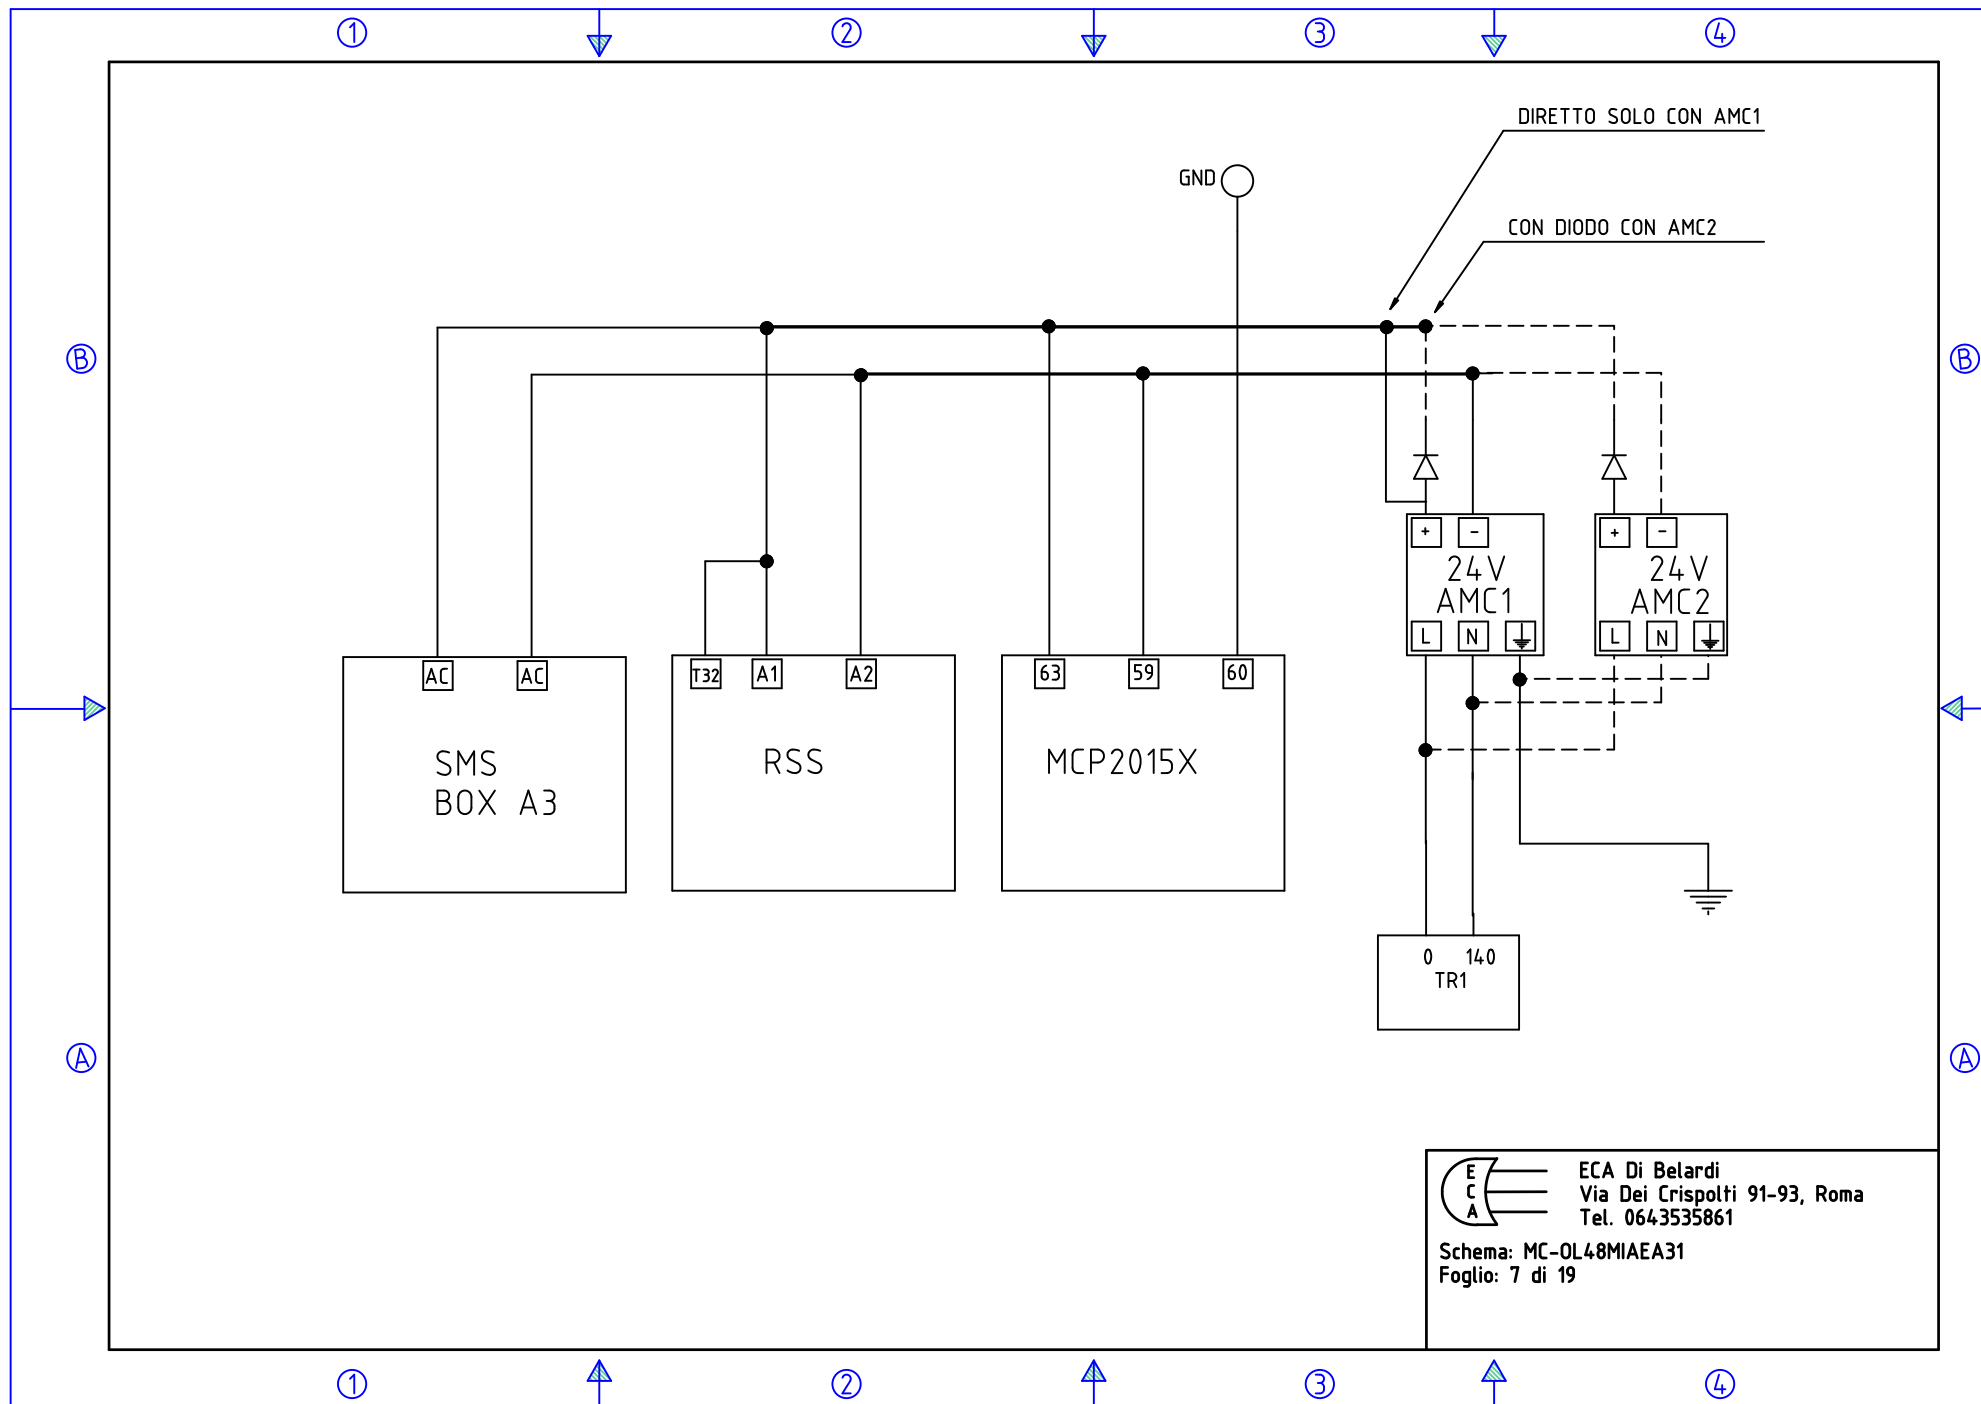 1 2 3 4
DIRETTO SOLO CON AMC1
GND
CON DIODO CON AMC2
B B
+ - + -
24V 24V
AMC1 AMC2
L N L N
AC AC T32 A1 A2 63 59 60
SMS
BOX A3
RSS
MCP2015X
0 140
TR1
A A
E
C
A
ECA Di Belardi
Via Dei Crispolti 91-93, Roma
Tel. 0643535861
Schema: MC-OL48MIAEA31
Foglio: 7 di 19
1 2 3 4